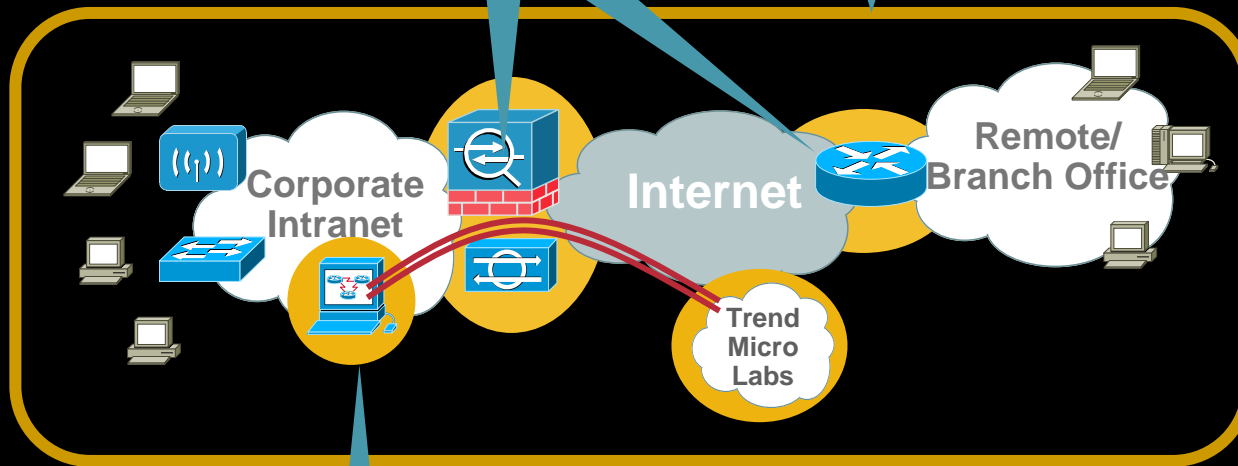 Corporate
Intranet
Internet
Remote/
Branch Office
Trend
Micro
Labs